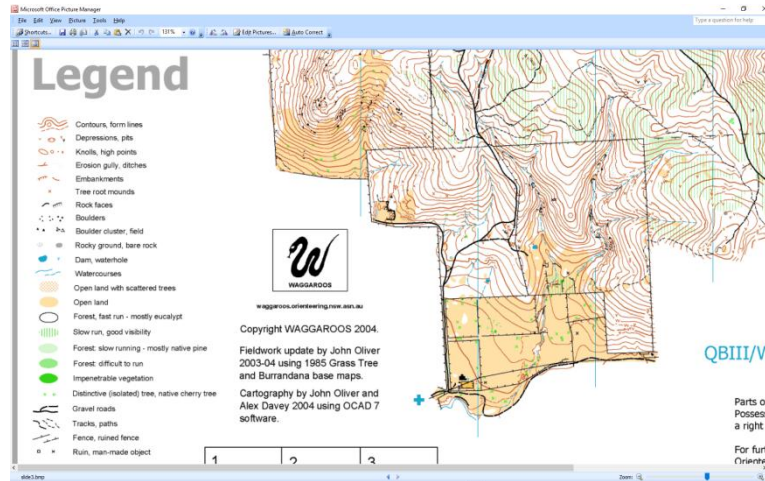 Microsoft Office Picture Manager
File Edit View Picture Tools Help
Type a question for help
Shortcuts... 131% Edit Pictures... Auto Correct
Legend
Contours, form lines
Depressions, pits
Knolls, high points
Erosion gully, ditches
Embankments
Tree root mounds
Rock faces
Boulders
Boulder cluster, field
Rocky ground, bare rock
Dam, waterhole
Watercourses
Open land with scattered trees
Open land
Forest, fast run - mostly eucalypt
Slow run, good visibility
Forest: slow running - mostly native pine
Forest: difficult to run
Impenetrable vegetation
Distinctive (isolated) tree, native cherry tree
Gravel roads
Tracks, paths
Fence, ruined fence
Ruin, man-made object
WAGGAROOS
waggaroos.orienteering.nsw.asn.au
Copyright WAGGAROOS 2004.
Fieldwork update by John Oliver
2003-04 using 1985 Grass Tree
and Burrandana base maps.
Cartography by John Oliver and
Alex Davey 2004 using OCAD 7
software.
1 2 3
QBIII/W
Parts o
Possess
a right
For furt
Oriente
slide3.bmp
Zoom: